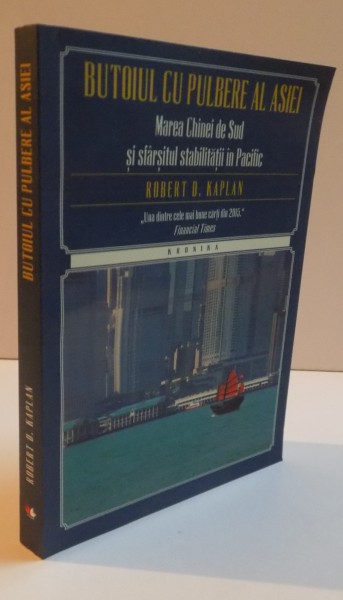 BUTOIUL CU PULBERE AL ASIEI
Marea Chinei de Sud
și sfârșitul stabilității în Pacific
ROBERT D. KAPLAN
„Una dintre cele mai bune cărți din 2015.”
Financial Times
KRONIKA
BUTOIUL CU PULBERE AL ASIEI
ROBERT D. KAPLAN